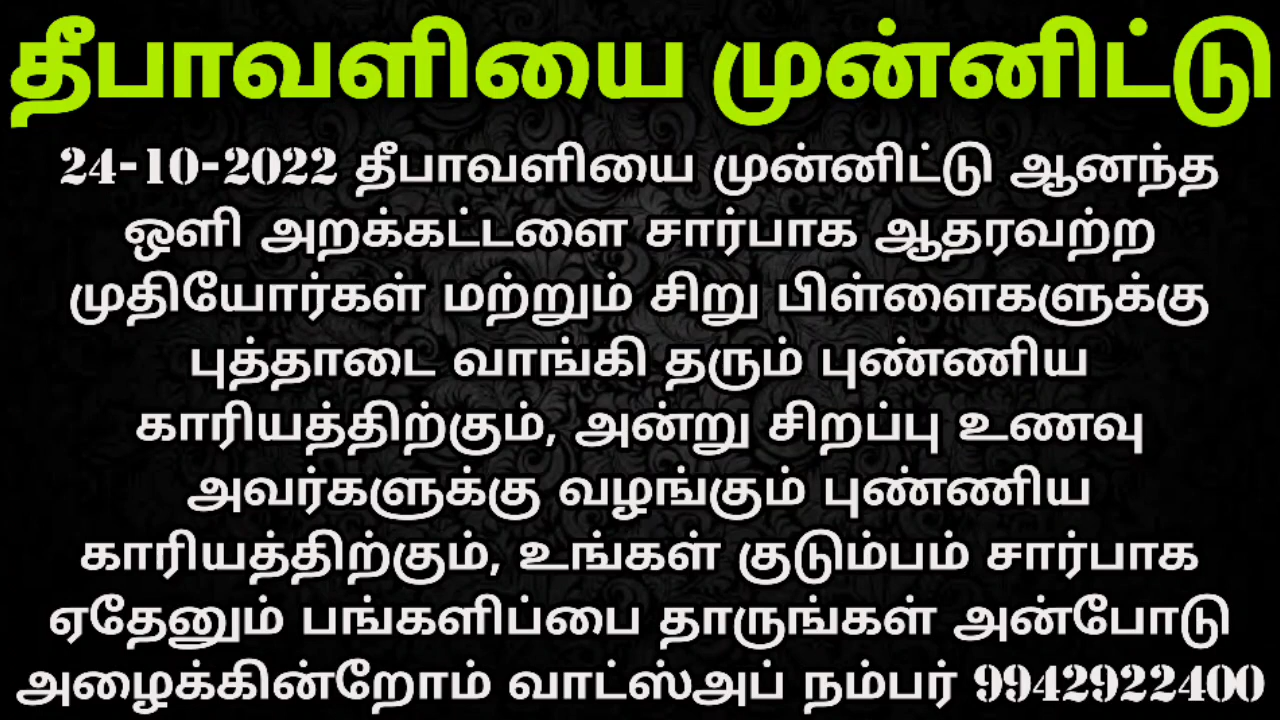 தீபாவளியை முன்னிட்டு
24-10-2022 தீபாவளியை முன்னிட்டு ஆனந்த
ஒளி அறக்கட்டளை சார்பாக ஆதரவற்ற
முதியோர்கள் மற்றும் சிறு பிள்ளைகளுக்கு
புத்தாடை வாங்கி தரும் புண்ணிய
காரியத்திற்கும், அன்று சிறப்பு உணவு
அவர்களுக்கு வழங்கும் புண்ணிய
காரியத்திற்கும், உங்கள் குடும்பம் சார்பாக
ஏதேனும் பங்களிப்பை தாருங்கள் அன்போடு
அழைக்கின்றோம் வாட்ஸ்அப் நம்பர் 9942922400